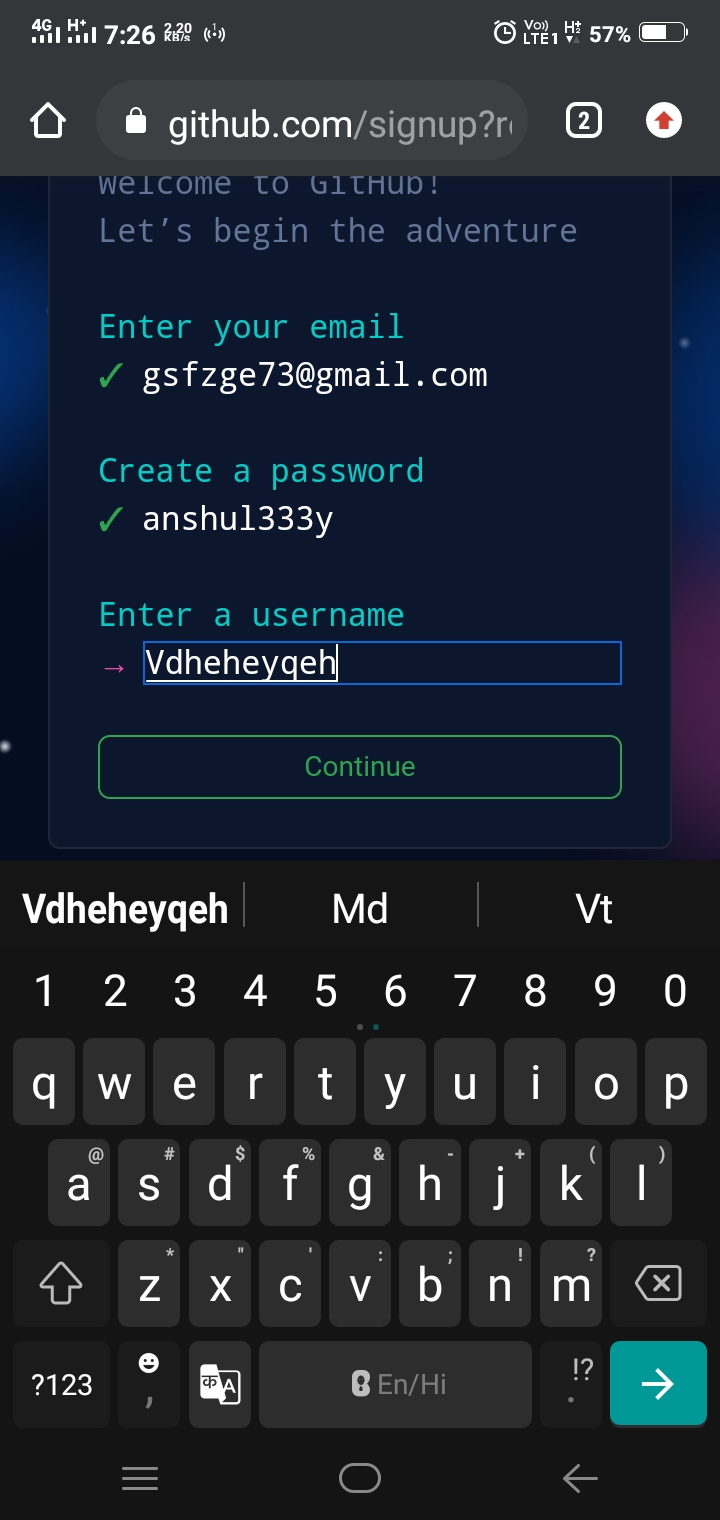 4G H+ 7:26 2.20 KB/s 1 Vo)) LTE1 H+ 2 57%
github.com/signup?r
2
Welcome to GitHub!
Let's begin the adventure
Enter your email
✓ gsfzge73@gmail.com
Create a password
✓ anshul333y
Enter a username
→ Vdheheyqeh
Continue
Vdheheyqeh Md Vt
1 2 3 4 5 6 7 8 9 0
q w e r t y u i o p
@ # $ % & - + ( )
a s d f g h j k l
* " ' : ; ! ?
z x c v b n m
?123 , क A En/Hi !? .